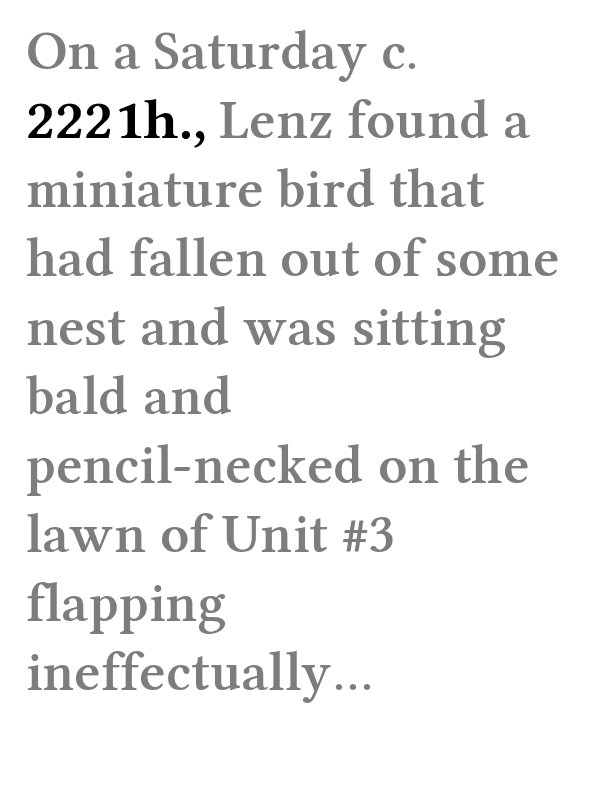 On a Saturday c.
2221h., Lenz found a
miniature bird that
had fallen out of some
nest and was sitting
bald and
pencil-necked on the
lawn of Unit #3
flapping
ineffectually…